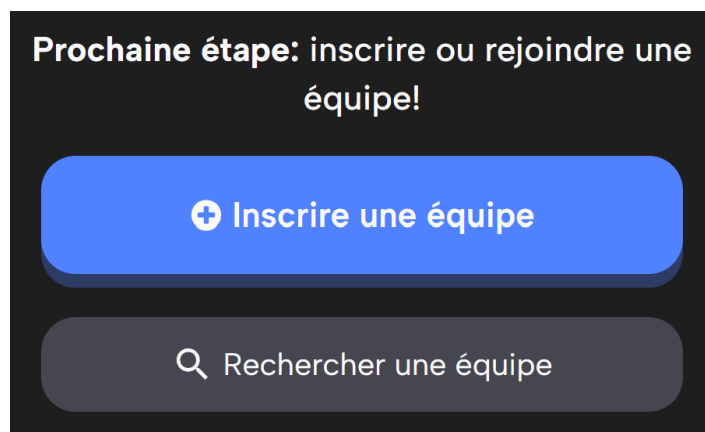 Prochaine étape: inscrire ou rejoindre une
équipe!
Inscrire une équipe
Rechercher une équipe